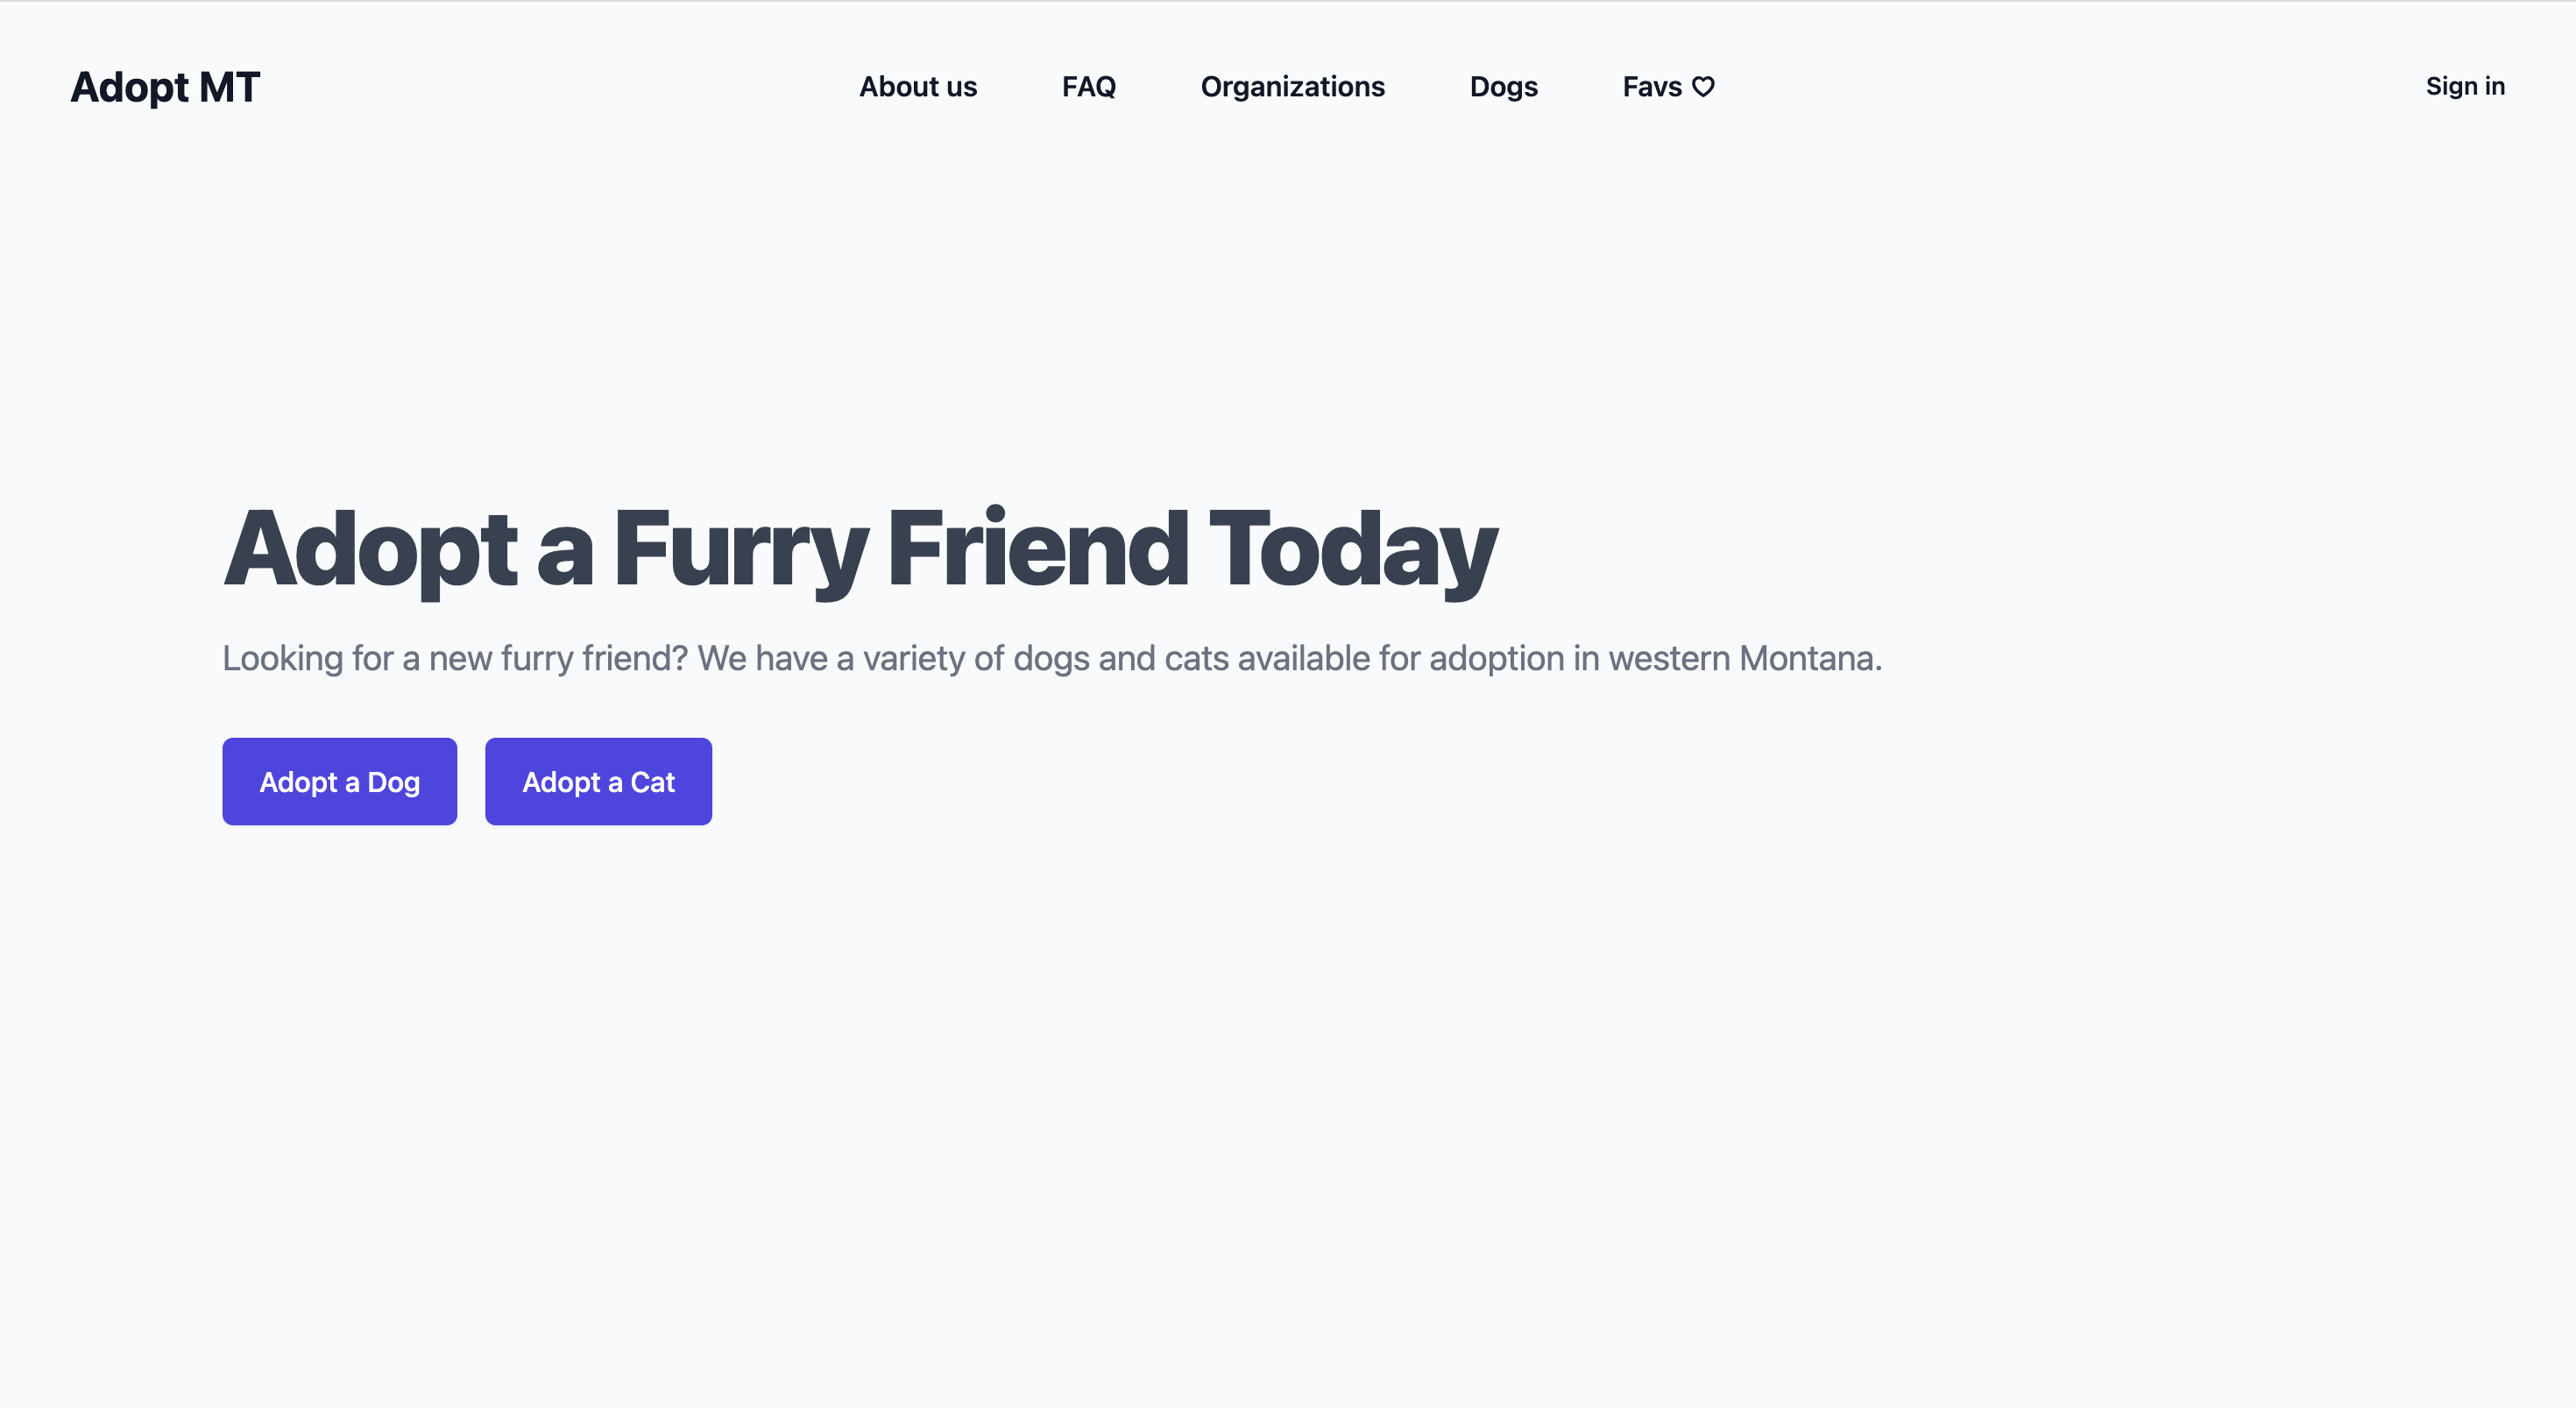 Adopt MT
About us
FAQ
Organizations
Dogs
Favs ♡
Sign in
Adopt a Furry Friend Today
Looking for a new furry friend? We have a variety of dogs and cats available for adoption in western Montana.
Adopt a Dog
Adopt a Cat